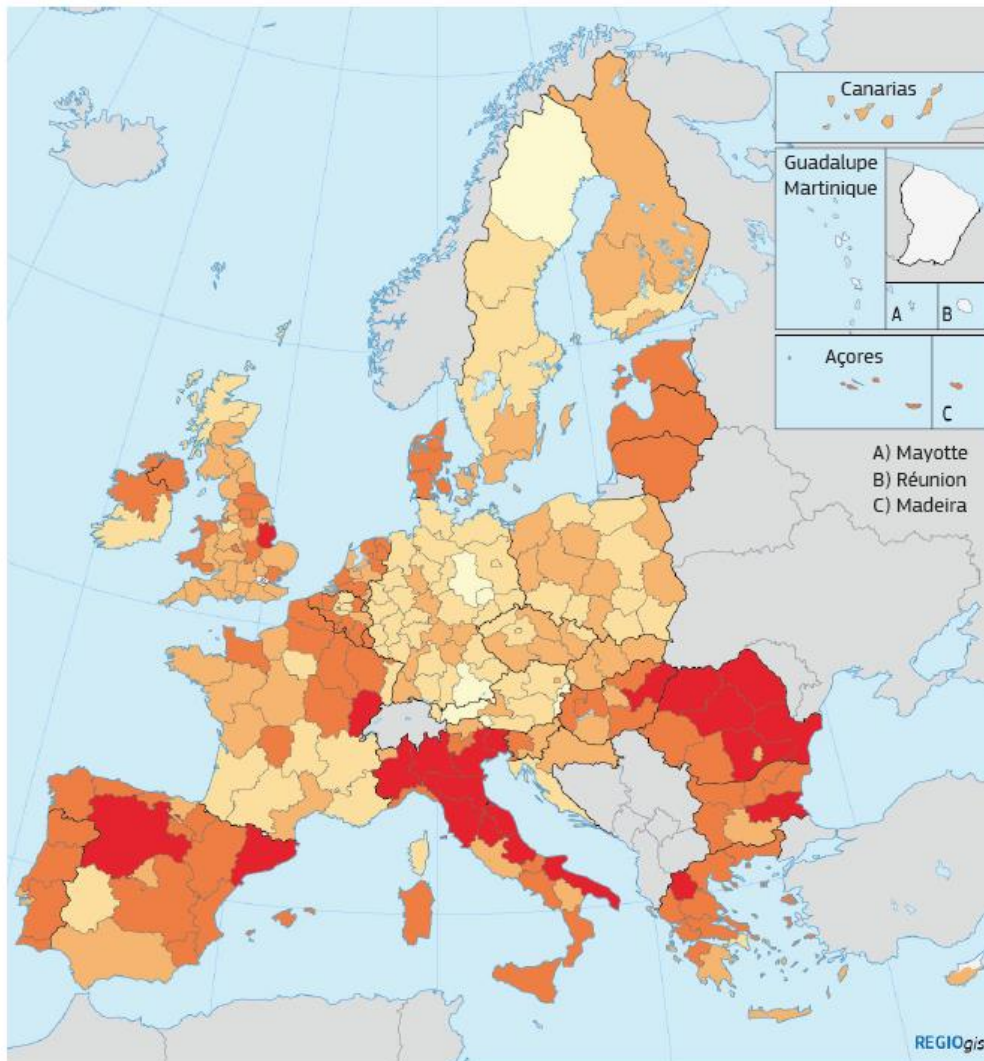 Canarias
Guadalupe
Martinique
A
B
Açores
C
A) Mayotte
B) Réunion
C) Madeira
REGIOgis